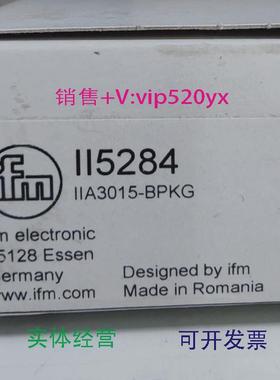 销售+V:vip520yx
ifm
II5284
IIA3015-BPKG
m electronic
5128 Essen
Germany
www.ifm.com
Designed by ifm
Made in Romania
实体经营
可开发票